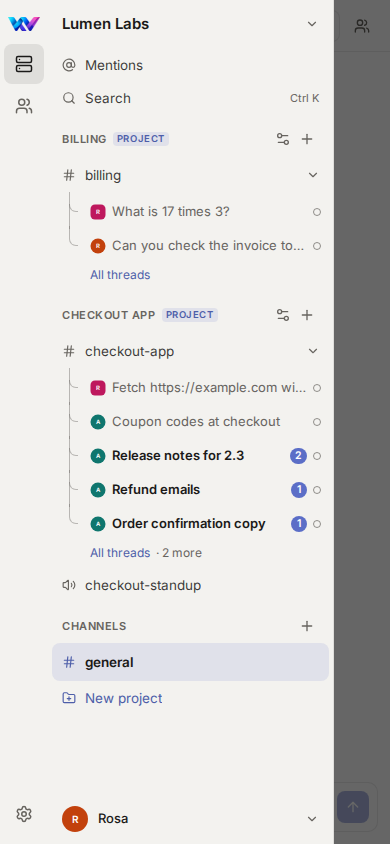 Lumen Labs
Mentions
Search Ctrl K
BILLING PROJECT
# billing
R What is 17 times 3?
R Can you check the invoice to...
All threads
CHECKOUT APP PROJECT
# checkout-app
R Fetch https://example.com wi...
A Coupon codes at checkout
A Release notes for 2.3 2
A Refund emails 1
A Order confirmation copy 1
All threads · 2 more
checkout-standup
CHANNELS
# general
New project
R Rosa